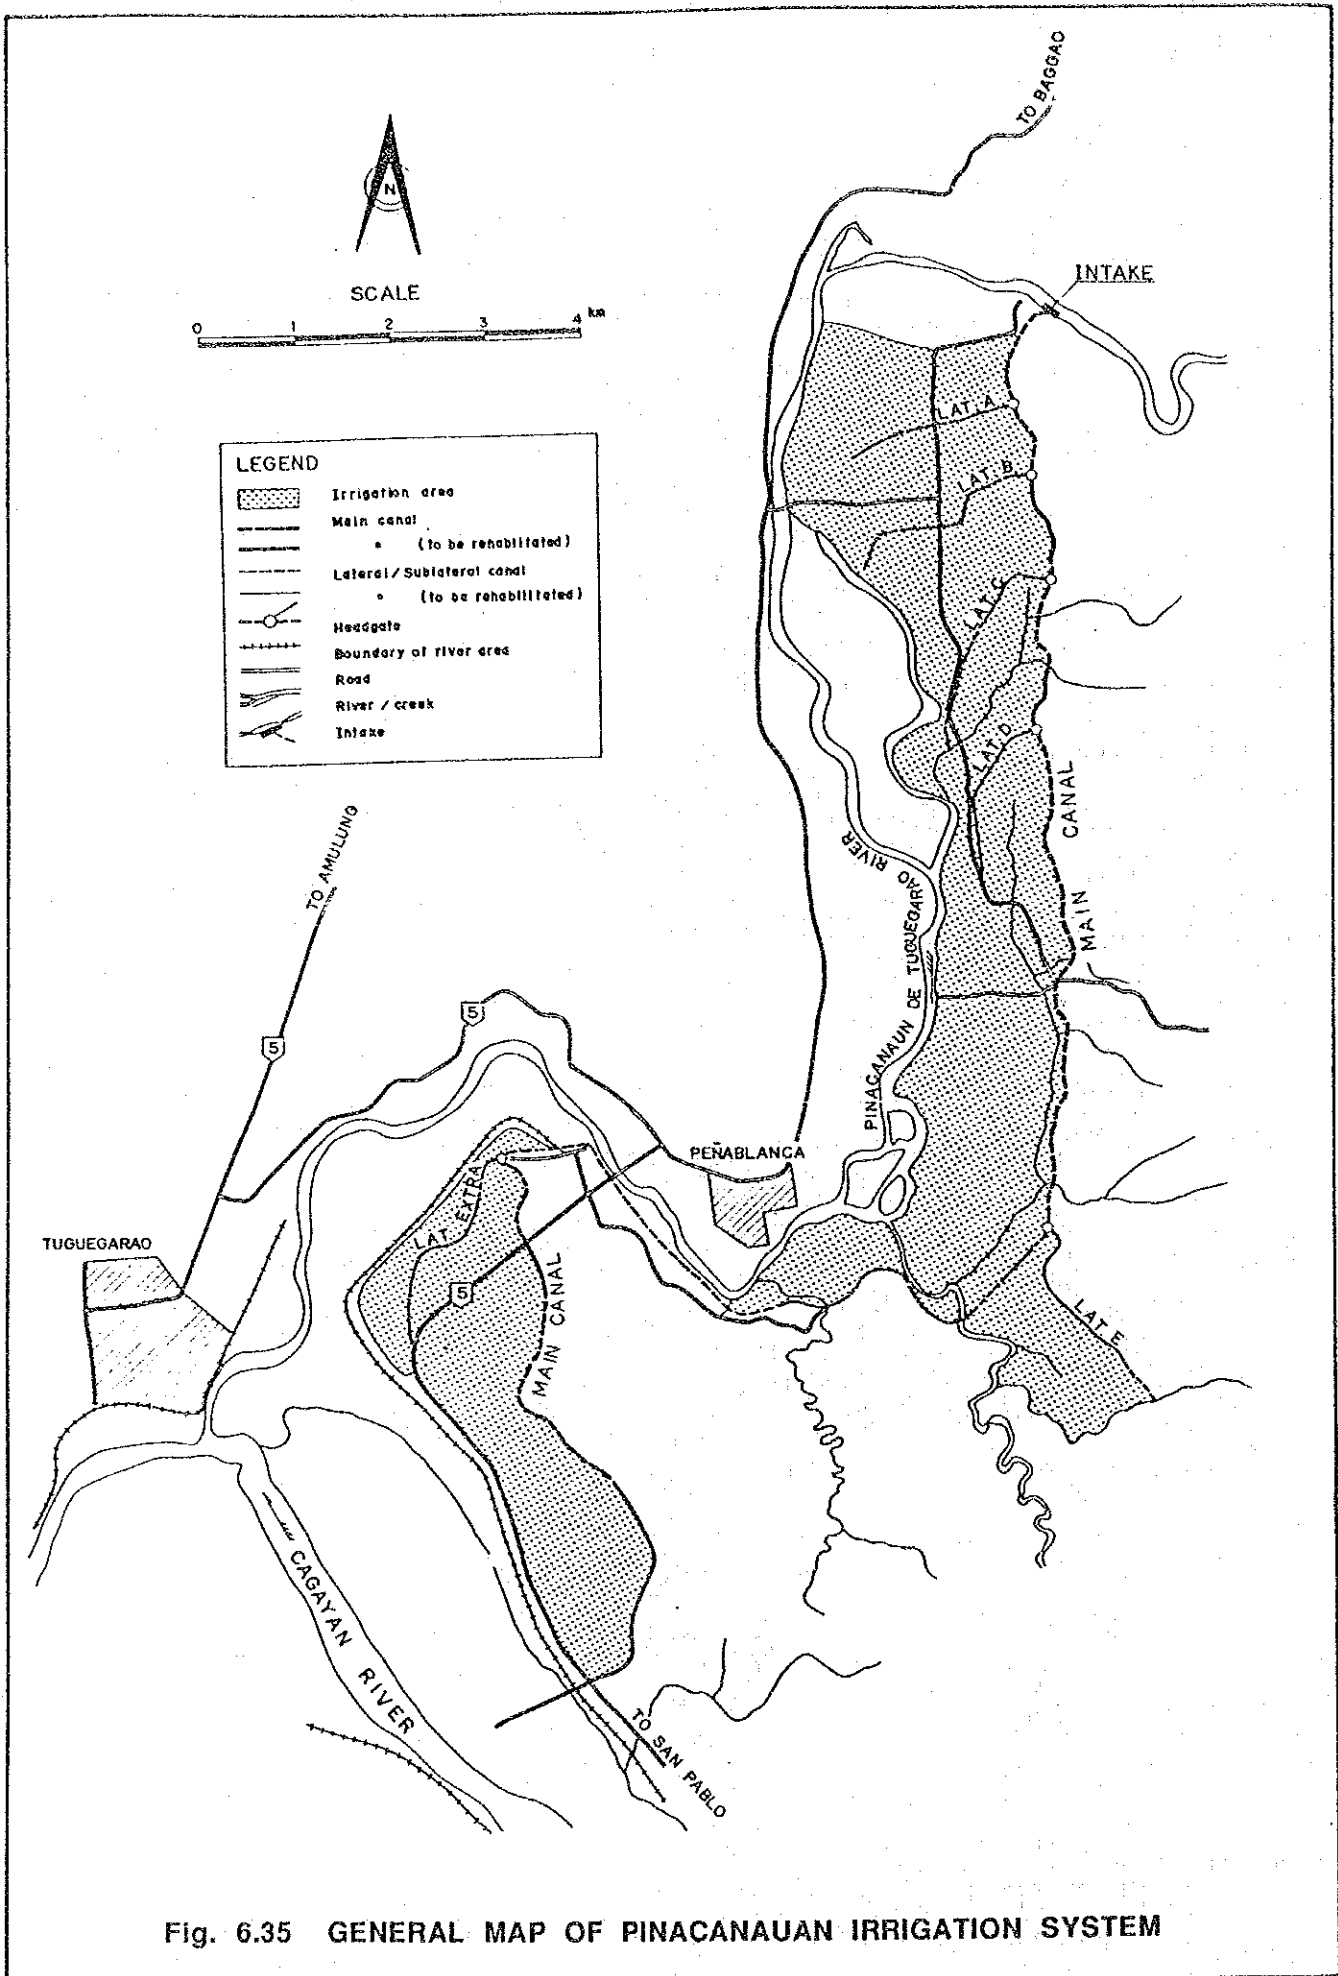 TO BAGGAO
N
SCALE
0 1 2 3 4 km
INTAKE
LEGEND
Irrigation area
Main canal
" (to be rehabilitated)
Lateral / Sublateral canal
" (to be rehabilitated)
Headgate
Boundary of river area
Road
River / creek
Intake
LAT. A
LAT. B
LAT. C
LAT. D
MAIN CANAL
TO AMULUNG
PINACANAUN DE TUGUEGARAO RIVER
5
5
PEÑABLANCA
LAT. EXTRA
TUGUEGARAO
5
MAIN CANAL
LAT E
CAGAYAN RIVER
TO SAN PABLO
Fig. 6.35 GENERAL MAP OF PINACANAUAN IRRIGATION SYSTEM